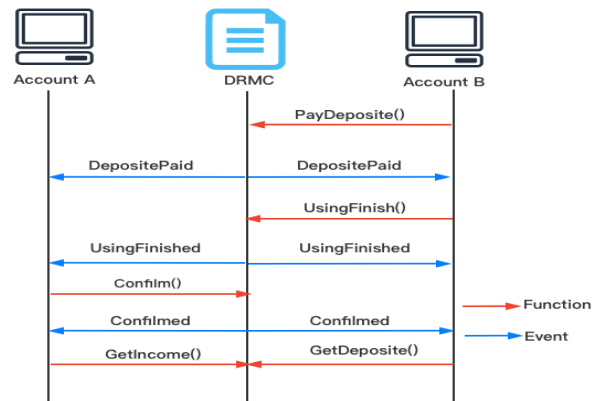 Account A
DRMC
Account B
PayDeposite()
DepositePaid
DepositePaid
UsingFinish()
UsingFinished
UsingFinished
Confilm()
Confilmed
Confilmed
Function
Event
GetIncome()
GetDeposite()